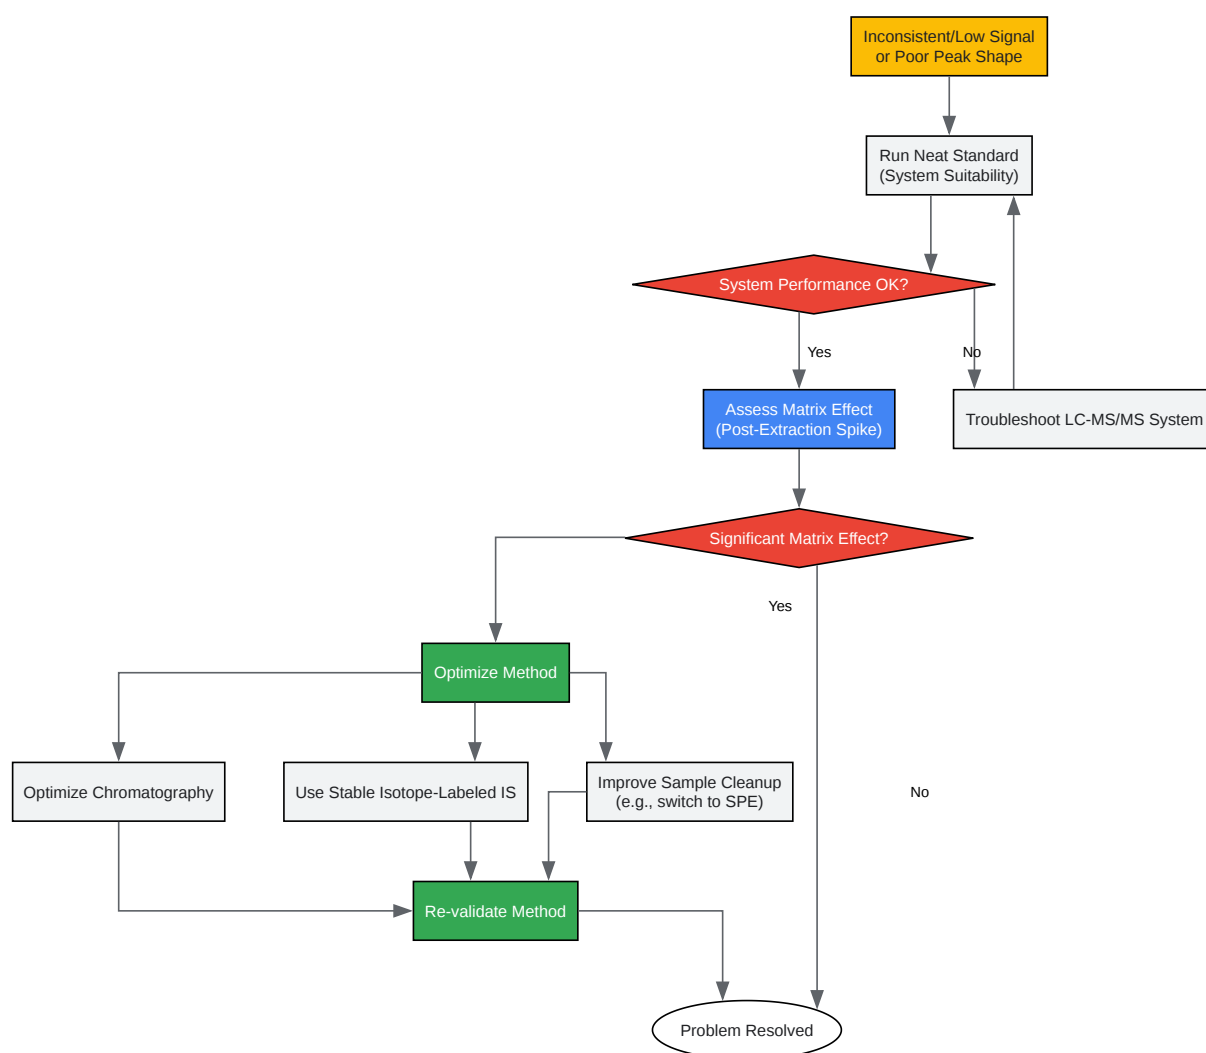 Inconsistent/Low Signal
or Poor Peak Shape
Run Neat Standard
(System Suitability)
System Performance OK?
Yes
No
Assess Matrix Effect
(Post-Extraction Spike)
Troubleshoot LC-MS/MS System
Significant Matrix Effect?
Yes
Optimize Method
Optimize Chromatography
Use Stable Isotope-Labeled IS
Improve Sample Cleanup
(e.g., switch to SPE)
No
Re-validate Method
Problem Resolved